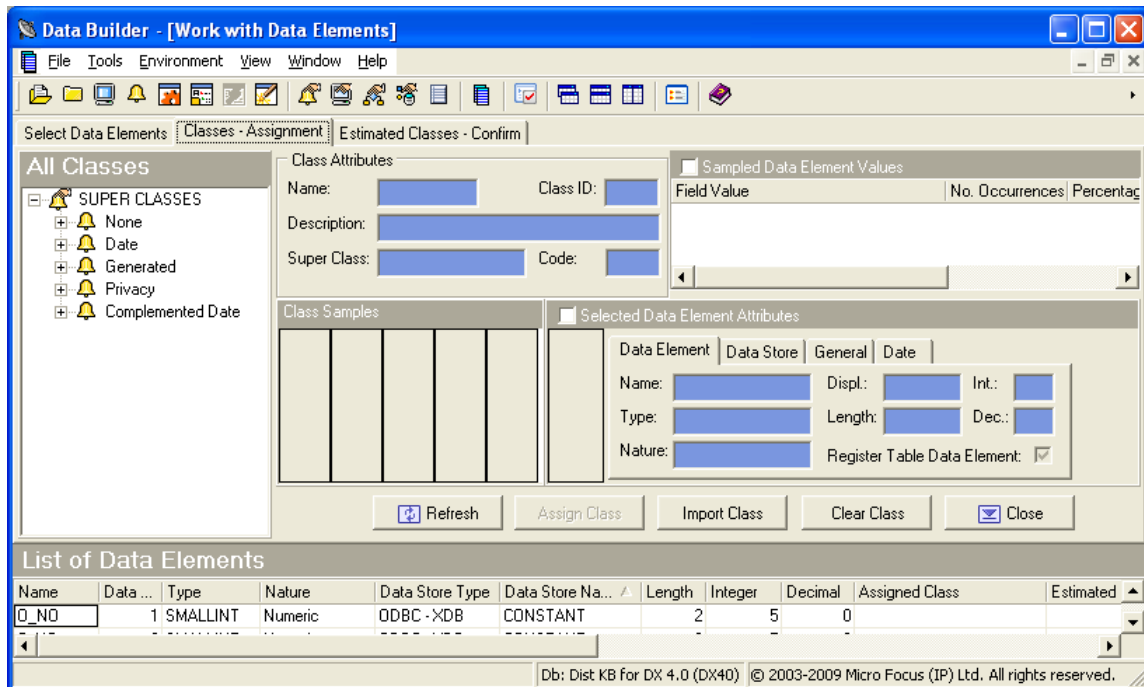 Data Builder - [Work with Data Elements]
File Tools Environment View Window Help
Select Data Elements Classes - Assignment Estimated Classes - Confirm
All Classes
SUPER CLASSES
None
Date
Generated
Privacy
Complemented Date
Class Attributes
Name: Class ID:
Description:
Super Class: Code:
Sampled Data Element Values
Field Value No. Occurrences Percentag
Class Samples
Selected Data Element Attributes
Data Element Data Store General Date
Name: Displ.: Int.:
Type: Length: Dec.:
Nature: Register Table Data Element:
Refresh Assign Class Import Class Clear Class Close
List of Data Elements
Name Data ... Type Nature Data Store Type Data Store Na... Length Integer Decimal Assigned Class Estimated
O_NO 1 SMALLINT Numeric ODBC - XDB CONSTANT 2 5 0
Db: Dist KB for DX 4.0 (DX40) © 2003-2009 Micro Focus (IP) Ltd. All rights reserved.